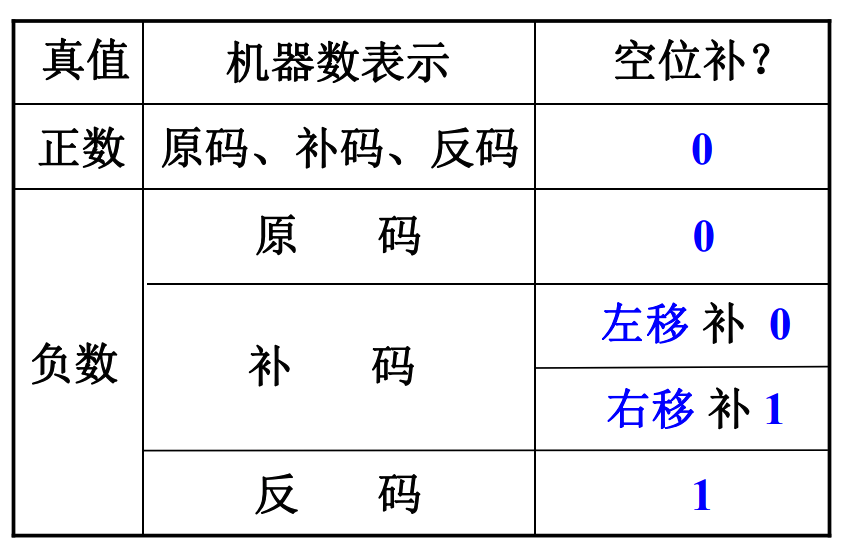 真值 机器数表示 空位补？
正数 原码、补码、反码 0
原 码 0
左移 补 0
负数 补 码
右移 补 1
反 码 1